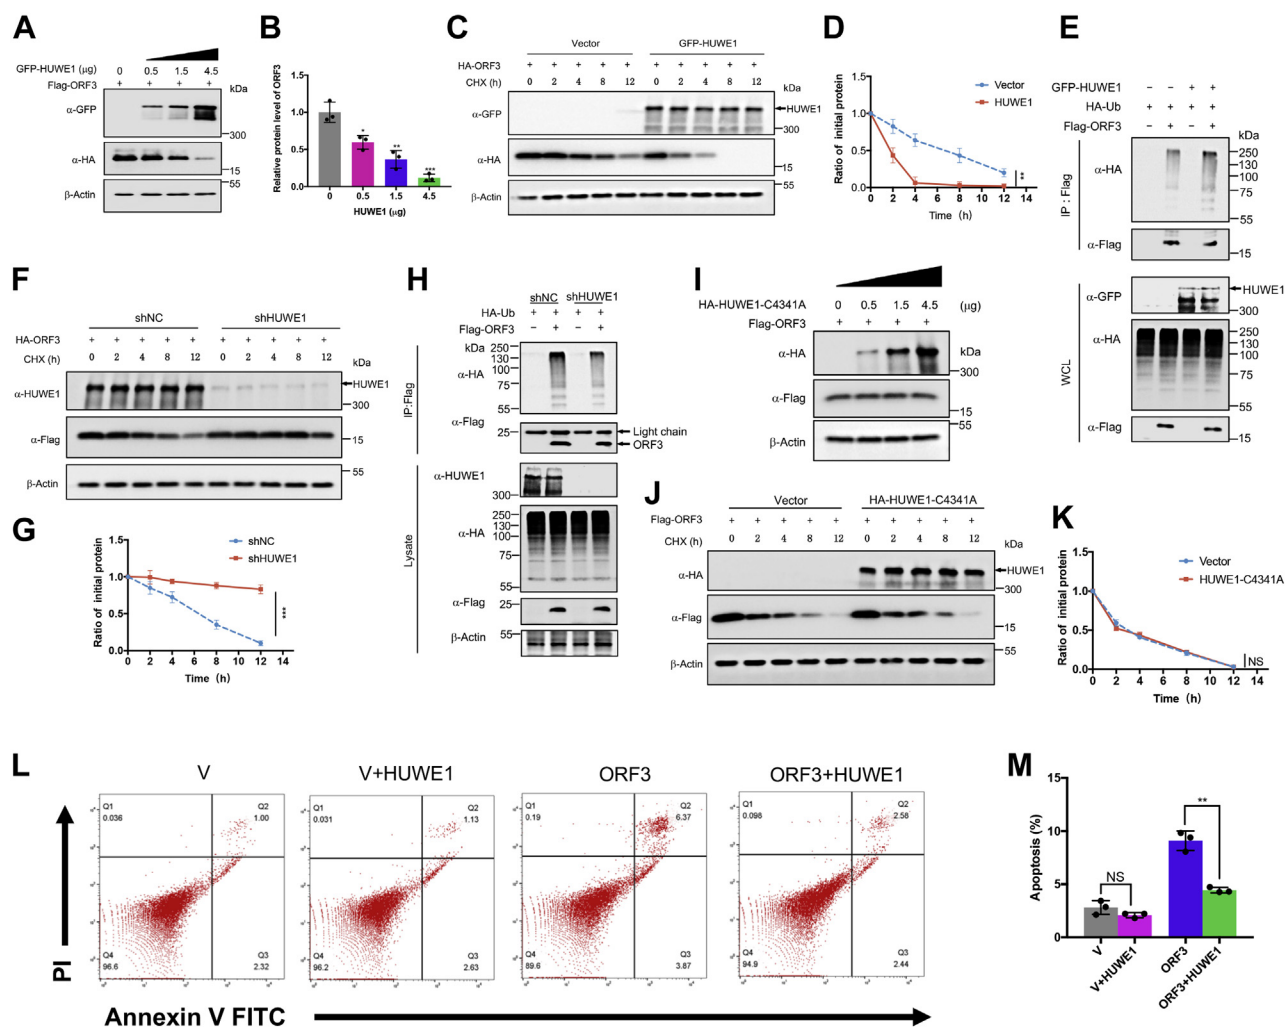 A
GFP-HUWE1 (μg) 0 0.5 1.5 4.5
Flag-ORF3 + + + +
kDa
α-GFP
300
α-HA
15
55
β-Actin
B
Relative protein level of ORF3
1.5
1.0
0.5
0.0
* ** ***
0 0.5 1.5 4.5
HUWE1 (μg)
C
Vector GFP-HUWE1
HA-ORF3 + + + + + + + + + +
CHX (h) 0 2 4 8 12 0 2 4 8 12 kDa
α-GFP
HUWE1
300
α-HA
15
55
β-Actin
D
Vector
HUWE1
Ratio of initial protein
1.5
1.0
0.5
0.0
**
0 2 4 6 8 10 12 14
Time (h)
E
GFP-HUWE1 − − + +
HA-Ub + + + +
Flag-ORF3 − + − +
kDa
IP : Flag
α-HA
250
130
100
75
55
α-Flag
15
WCL
α-GFP
HUWE1
300
α-HA
250
130
100
75
55
α-Flag
15
F
shNC shHUWE1
HA-ORF3 + + + + + + + + + +
CHX (h) 0 2 4 8 12 0 2 4 8 12
kDa
α-HUWE1
HUWE1
300
α-Flag
15
55
β-Actin
G
shNC
shHUWE1
Ratio of initial protein
1.5
1.0
0.5
0.0
***
0 2 4 6 8 10 12 14
Time (h)
H
shNC shHUWE1
HA-Ub + + + +
Flag-ORF3 − + − +
kDa
IP:Flag
α-HA
250
130
100
75
55
α-Flag
25
Light chain
ORF3
Lysate
α-HUWE1
300
α-HA
250
130
100
75
55
α-Flag
25
β-Actin
55
I
HA-HUWE1-C4341A 0 0.5 1.5 4.5 (μg)
Flag-ORF3 + + + +
α-HA
kDa
300
α-Flag
15
55
β-Actin
J
Vector HA-HUWE1-C4341A
Flag-ORF3 + + + + + + + + + +
CHX (h) 0 2 4 8 12 0 2 4 8 12
kDa
α-HA
HUWE1
300
α-Flag
15
55
β-Actin
K
Vector
HUWE1-C4341A
Ratio of initial protein
1.5
1.0
0.5
0.0
NS
0 2 4 6 8 10 12 14
Time (h)
L
V V+HUWE1 ORF3 ORF3+HUWE1
Q1
0.036
Q2
1.00
Q4
96.6
Q3
2.32
Q1
0.031
Q2
1.13
Q4
96.2
Q3
2.63
Q1
0.19
Q2
6.37
Q4
89.6
Q3
3.87
Q1
0.098
Q2
2.58
Q4
94.9
Q3
2.44
PI
Annexin V FITC
M
Apoptosis (%)
15
10
5
0
NS
**
V
V+HUWE1
ORF3
ORF3+HUWE1